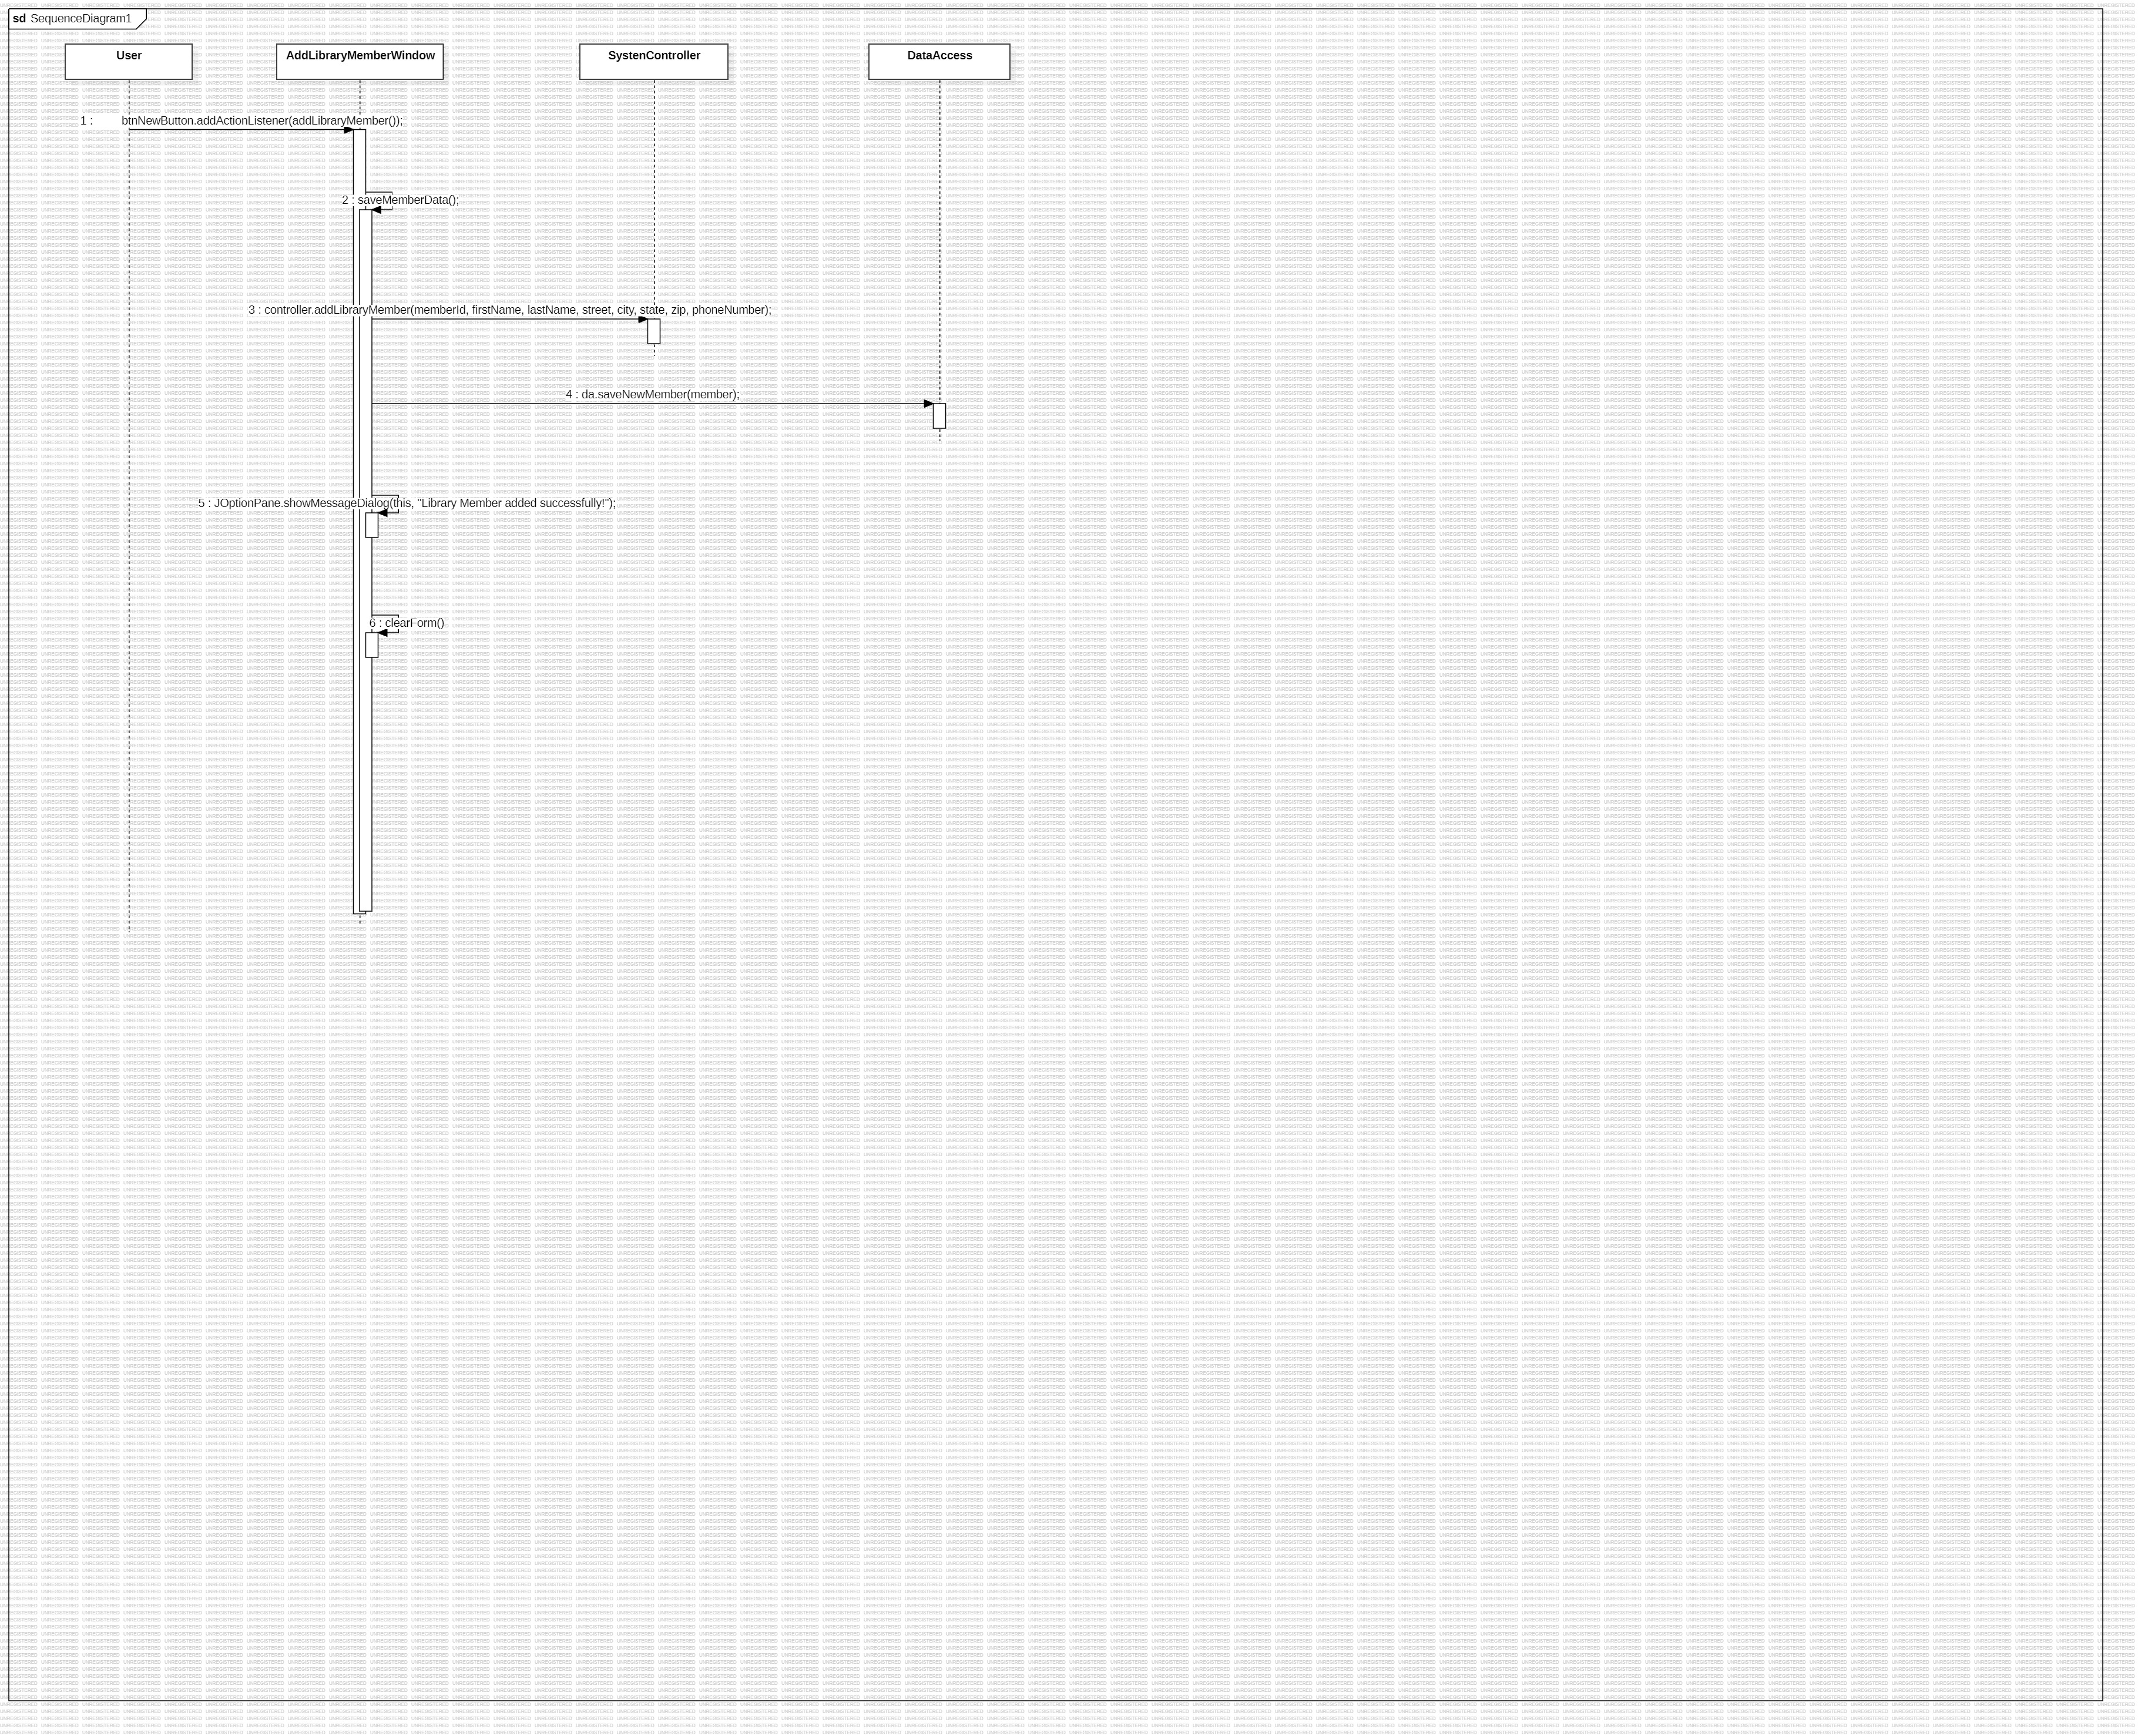 sd SequenceDiagram1
User
AddLibraryMemberWindow
SystenController
DataAccess
1 : btnNewButton.addActionListener(addLibraryMember());
2 : saveMemberData();
3 : controller.addLibraryMember(memberId, firstName, lastName, street, city, state, zip, phoneNumber);
4 : da.saveNewMember(member);
5 : JOptionPane.showMessageDialog(this, "Library Member added successfully!");
6 : clearForm()
UNREGISTERED